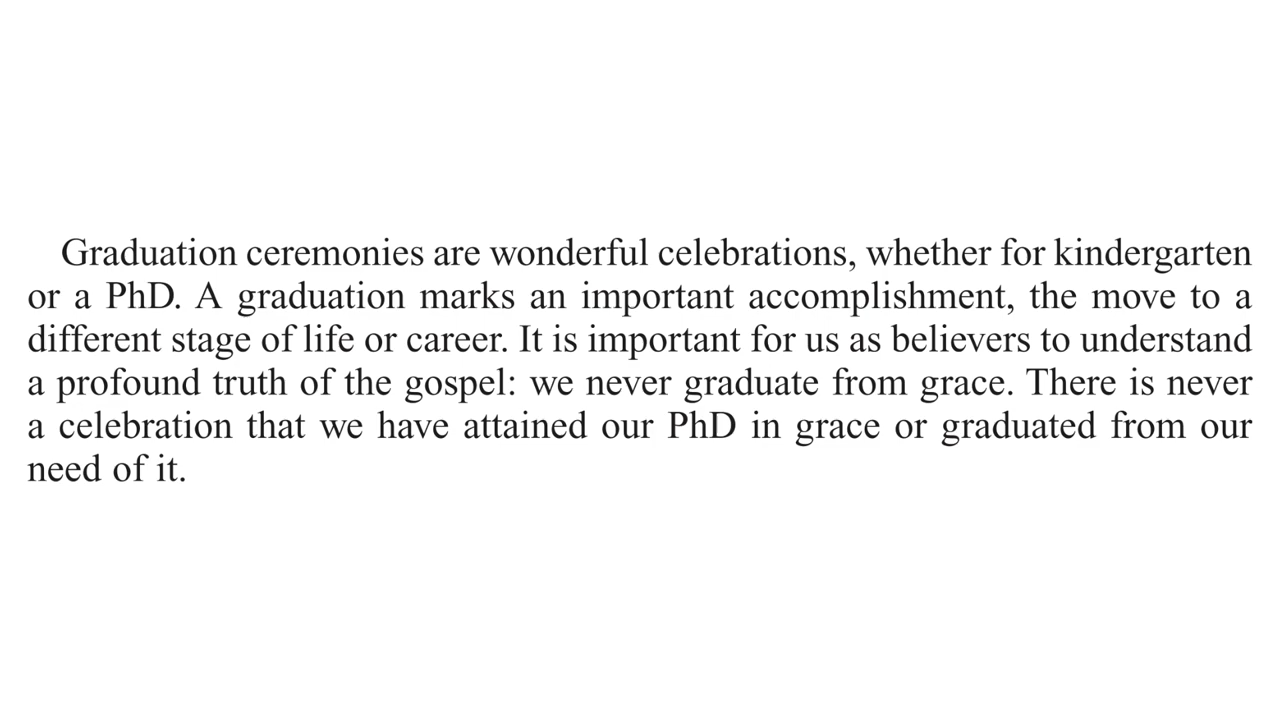 Graduation ceremonies are wonderful celebrations, whether for kindergarten
or a PhD. A graduation marks an important accomplishment, the move to a
different stage of life or career. It is important for us as believers to understand
a profound truth of the gospel: we never graduate from grace. There is never
a celebration that we have attained our PhD in grace or graduated from our
need of it.